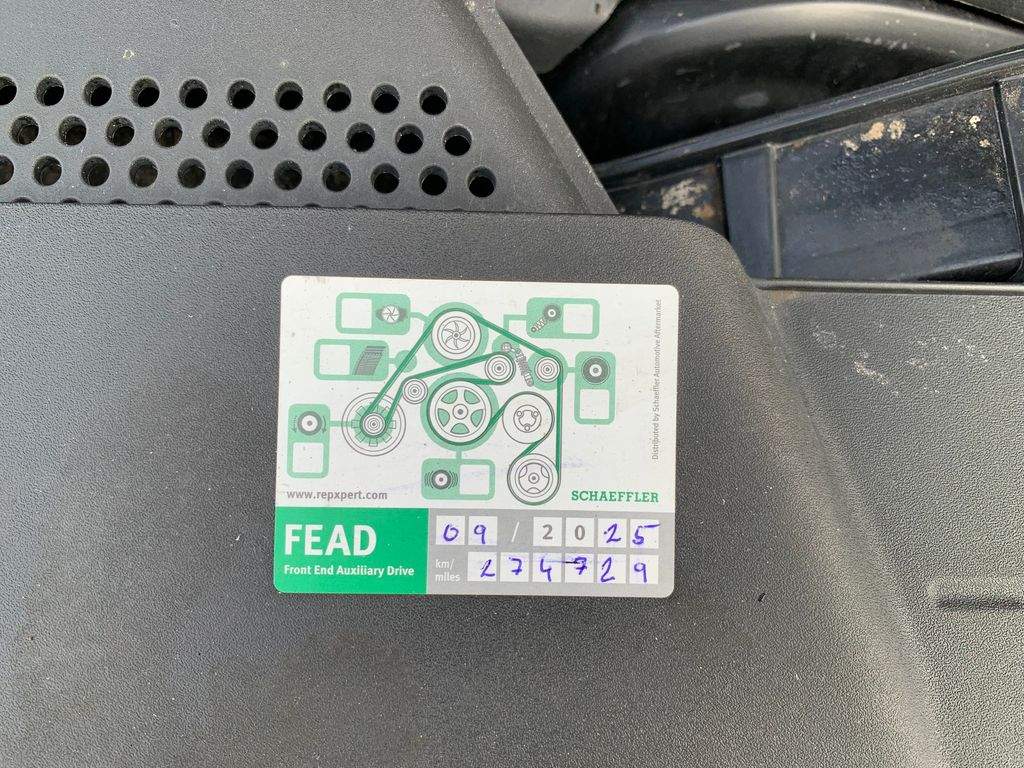 Distributed by Schaeffler Automotive Aftermarket
www.repxpert.com
SCHAEFFLER
FEAD
Front End Auxiliary Drive
09 / 2025
km/
miles
274729